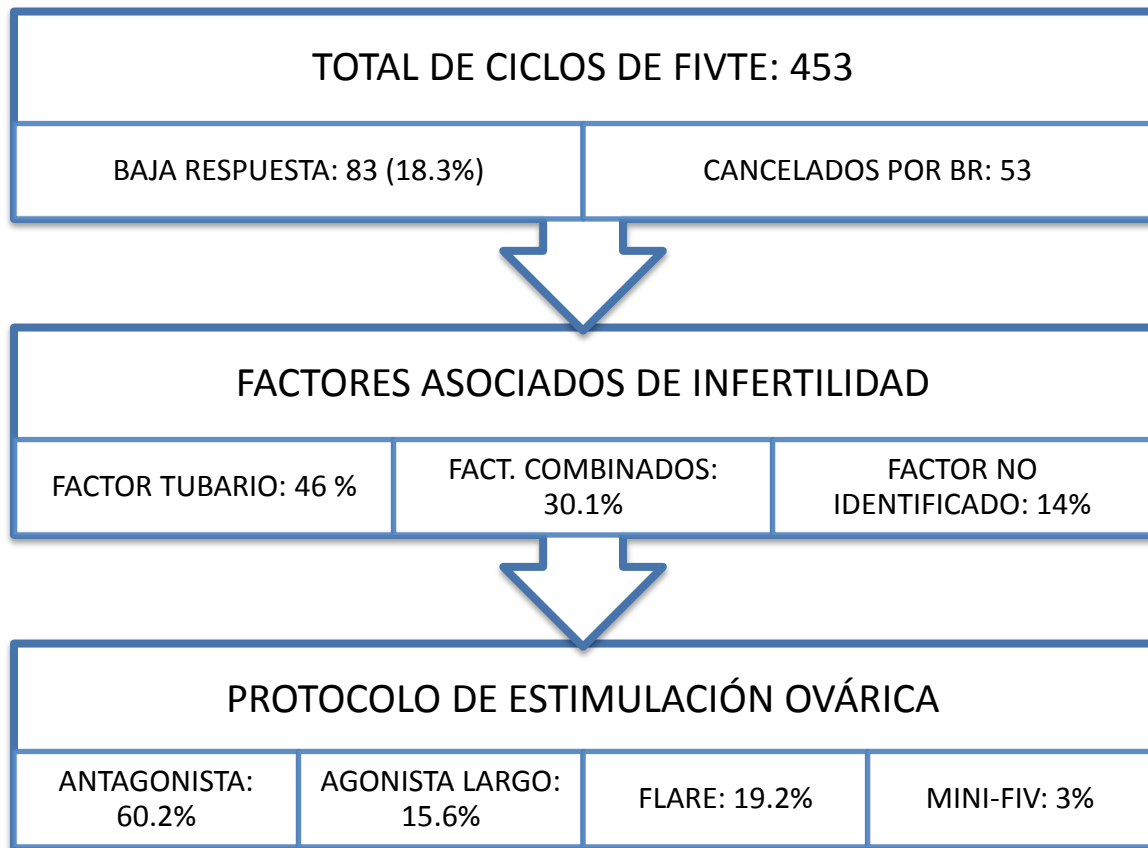 TOTAL DE CICLOS DE FIVTE: 453
BAJA RESPUESTA: 83 (18.3%)
CANCELADOS POR BR: 53
FACTORES ASOCIADOS DE INFERTILIDAD
FACTOR TUBARIO: 46 %
FACT. COMBINADOS:
30.1%
FACTOR NO
IDENTIFICADO: 14%
PROTOCOLO DE ESTIMULACIÓN OVÁRICA
ANTAGONISTA:
60.2%
AGONISTA LARGO:
15.6%
FLARE: 19.2%
MINI-FIV: 3%